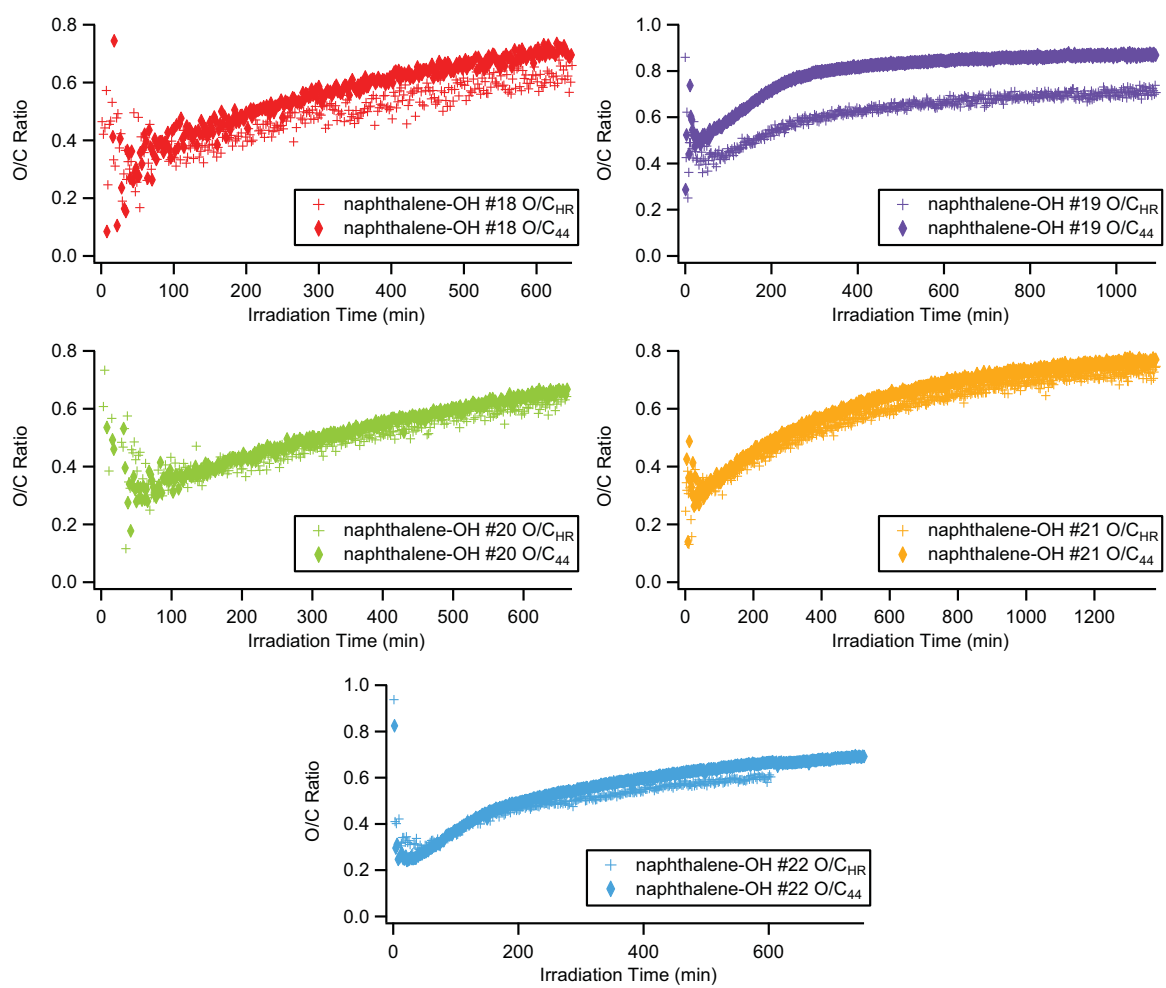 O/C Ratio
0.8
0.6
0.4
0.2
0.0
naphthalene-OH #18 O/C_HR
naphthalene-OH #18 O/C_44
0 100 200 300 400 500 600
Irradiation Time (min)
O/C Ratio
1.0
0.8
0.6
0.4
0.2
0.0
naphthalene-OH #19 O/C_HR
naphthalene-OH #19 O/C_44
0 200 400 600 800 1000
Irradiation Time (min)
O/C Ratio
0.8
0.6
0.4
0.2
0.0
naphthalene-OH #20 O/C_HR
naphthalene-OH #20 O/C_44
0 100 200 300 400 500 600
Irradiation Time (min)
O/C Ratio
0.8
0.6
0.4
0.2
0.0
naphthalene-OH #21 O/C_HR
naphthalene-OH #21 O/C_44
0 200 400 600 800 1000 1200
Irradiation Time (min)
O/C Ratio
1.0
0.8
0.6
0.4
0.2
0.0
naphthalene-OH #22 O/C_HR
naphthalene-OH #22 O/C_44
0 200 400 600
Irradiation Time (min)